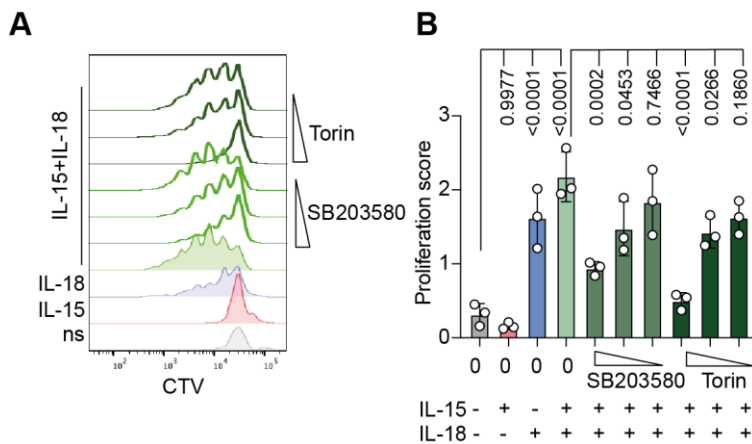 A
IL-15+IL-18
Torin
SB203580
IL-18
IL-15
ns
10² 10³ 10⁴ 10⁵
CTV
B
0.9977 <0.0001 <0.0001 0.0002 0.0453 0.7466 <0.0001 0.0266 0.1860
Proliferation score
3
2
1
0
0 0 0 0 SB203580 Torin
IL-15 - + - + + + + + + +
IL-18 - - + + + + + + + +